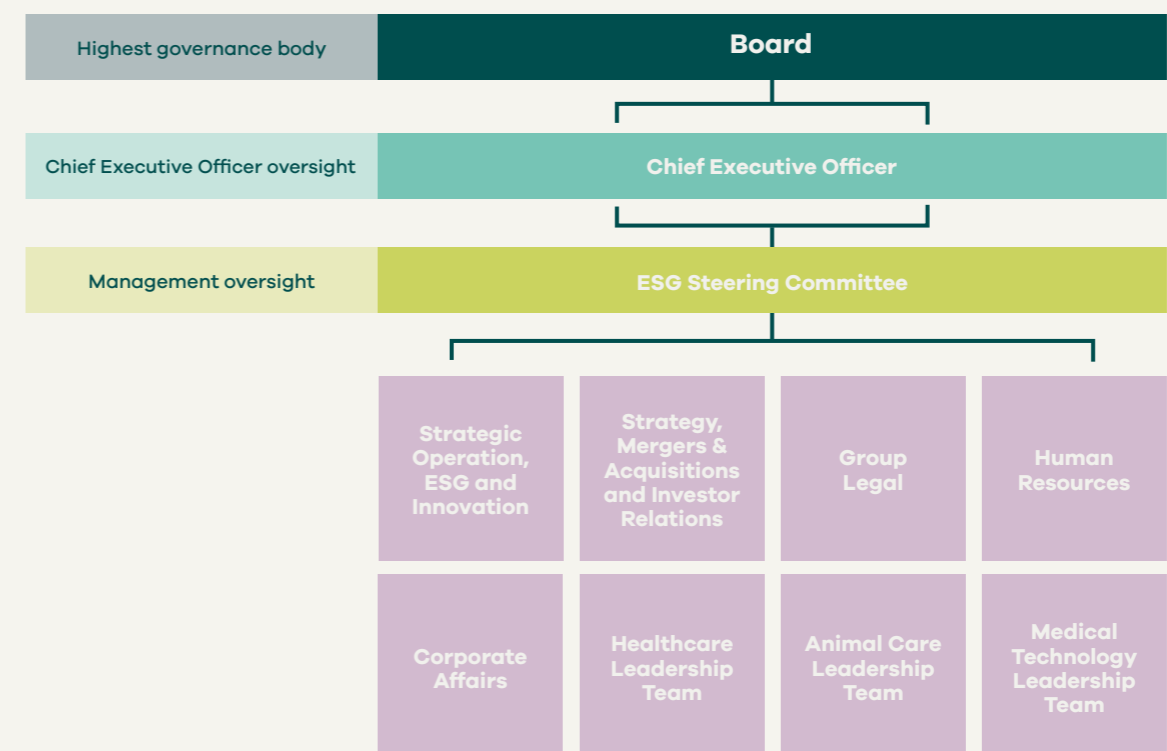 Highest governance body
Board
Chief Executive Officer oversight
Chief Executive Officer
Management oversight
ESG Steering Committee
Strategic
Operation,
ESG and
Innovation
Strategy,
Mergers &
Acquisitions
and Investor
Relations
Group
Legal
Human
Resources
Corporate
Affairs
Healthcare
Leadership
Team
Animal Care
Leadership
Team
Medical
Technology
Leadership
Team